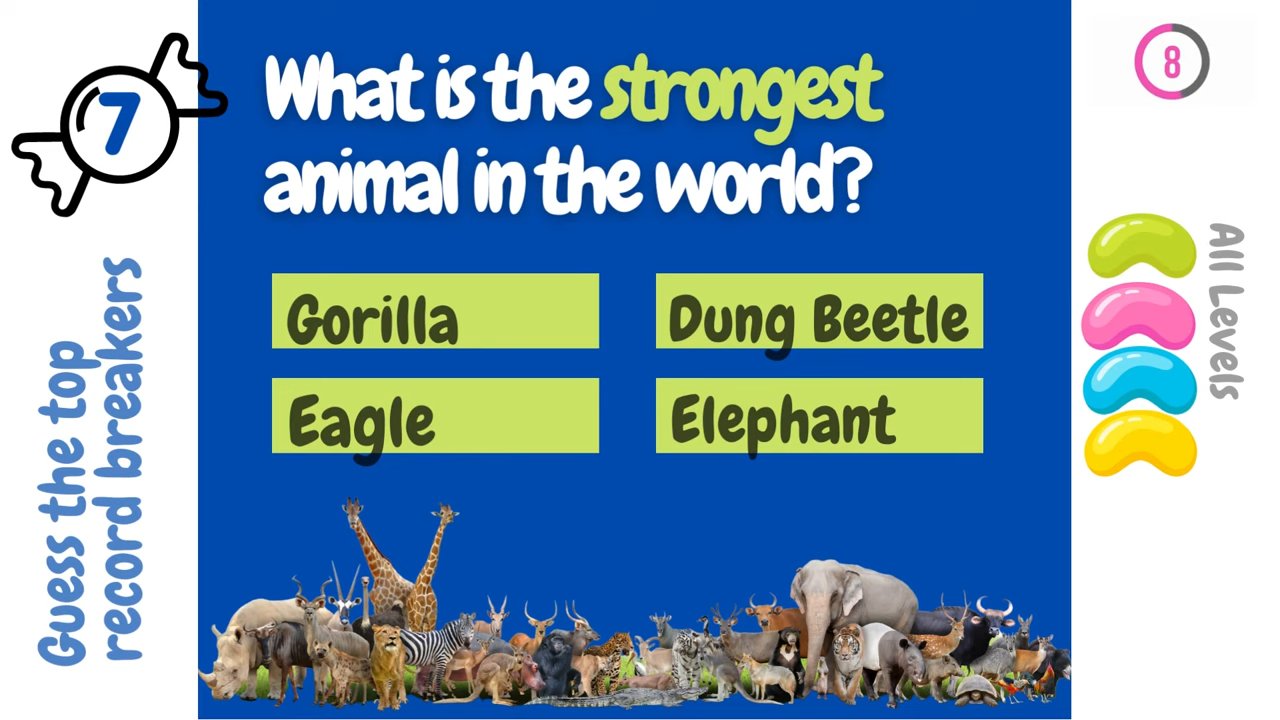 7
Guess the top
record breakers
What is the strongest
animal in the world?
Gorilla
Dung Beetle
Eagle
Elephant
8
All Levels